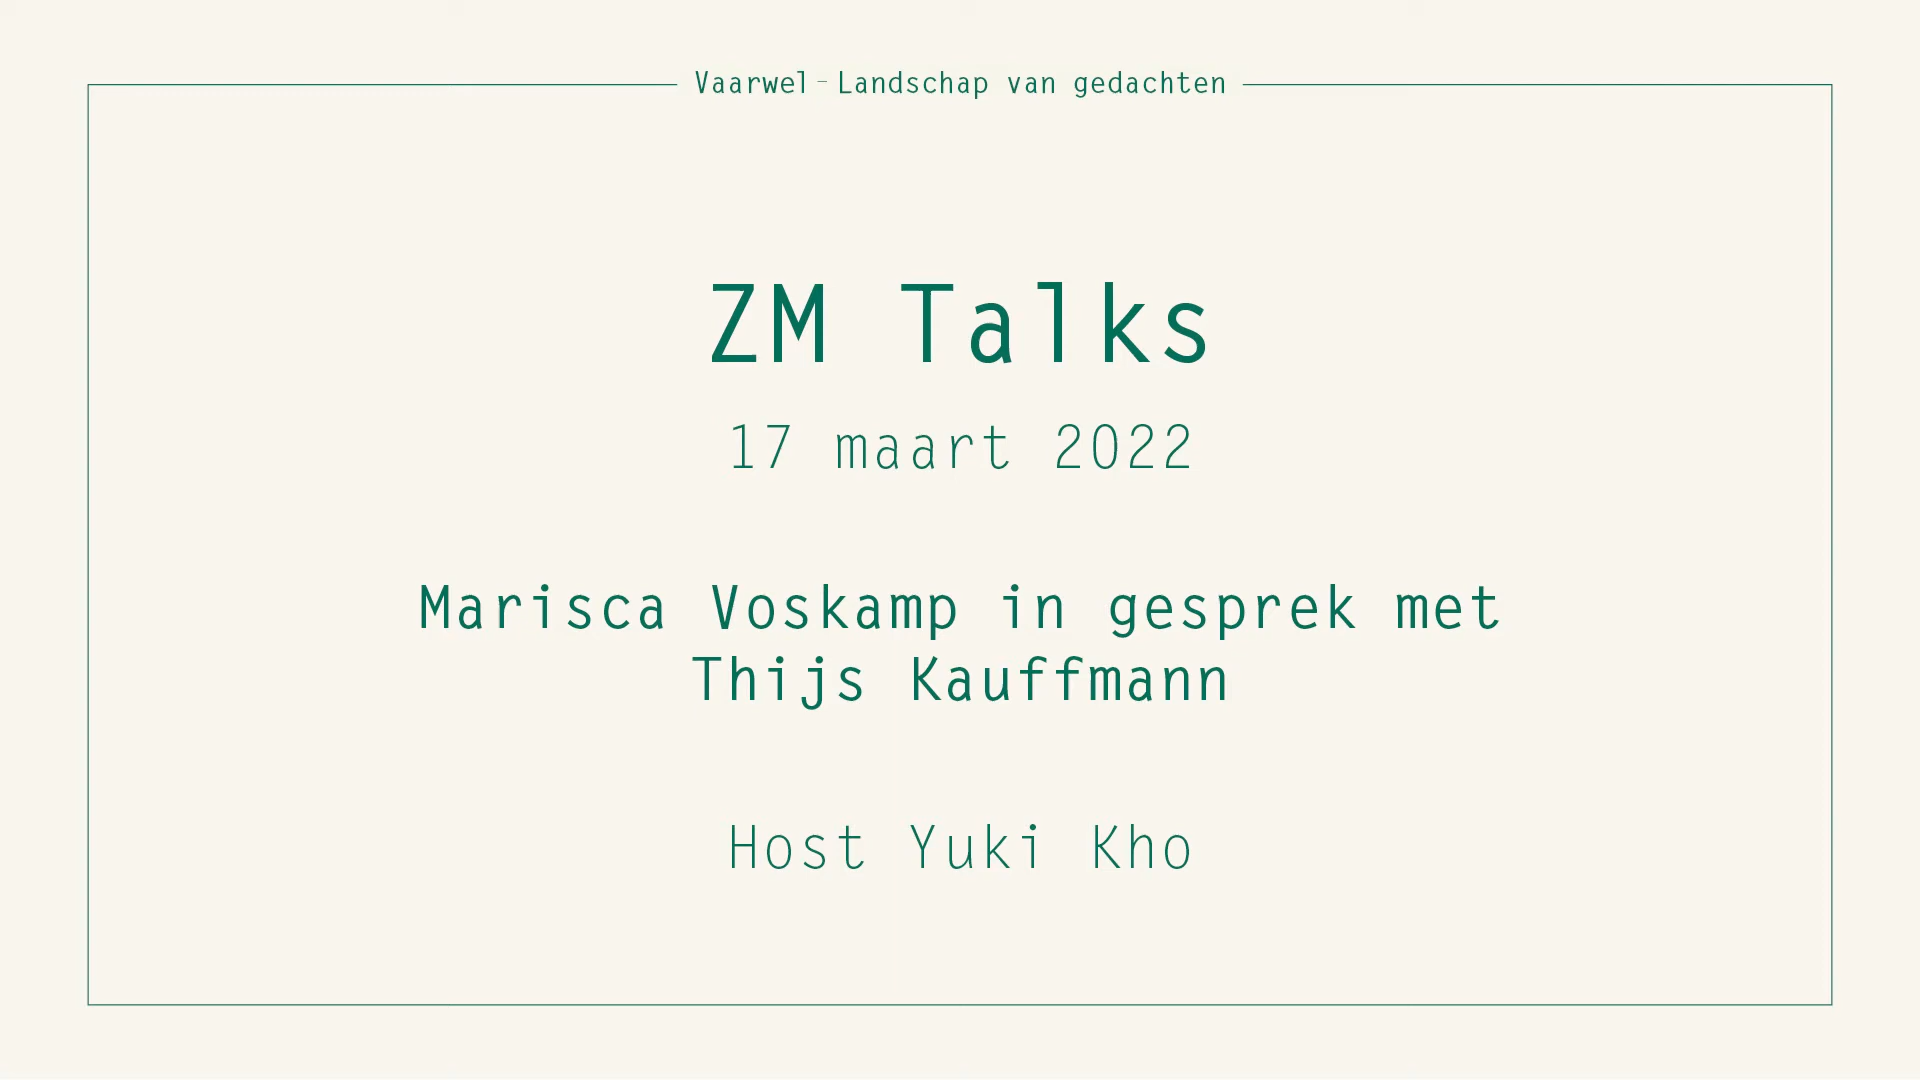 Vaarwel – Landschap van gedachten
ZM Talks
17 maart 2022
Marisca Voskamp in gesprek met
Thijs Kauffmann
Host Yuki Kho